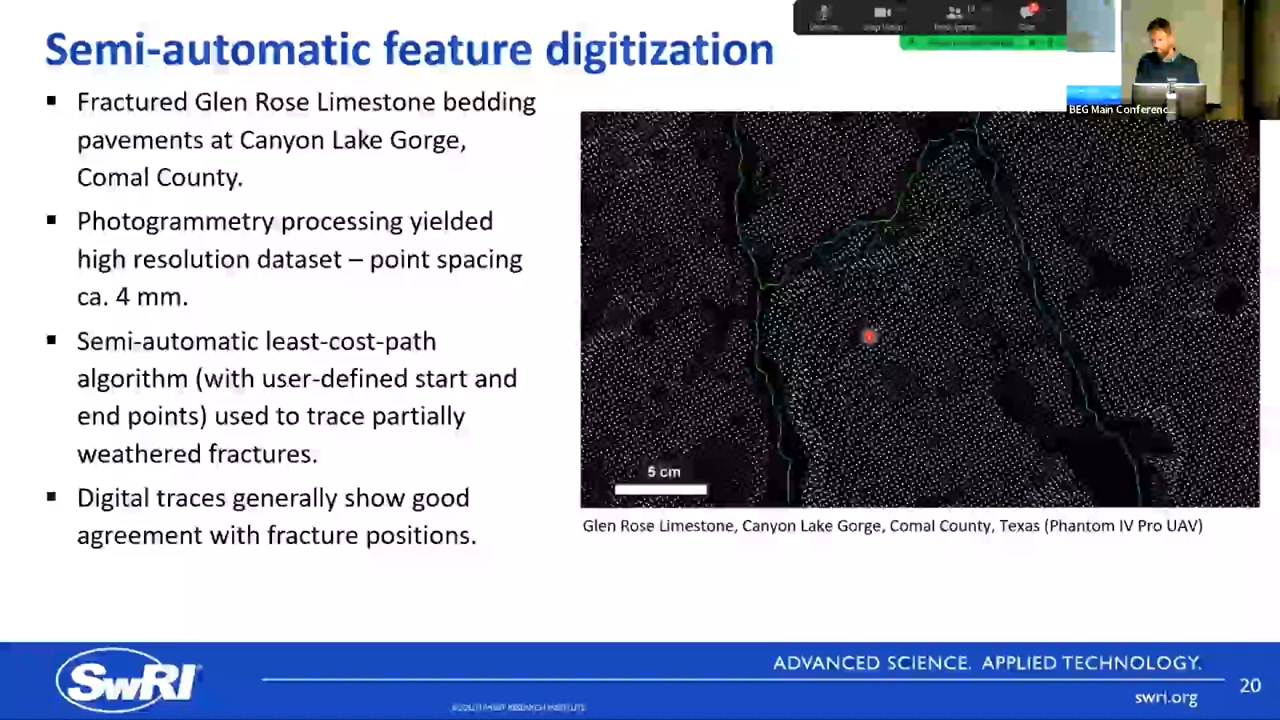 Semi-automatic feature digitization
▪ Fractured Glen Rose Limestone bedding
pavements at Canyon Lake Gorge,
Comal County.
▪ Photogrammetry processing yielded
high resolution dataset – point spacing
ca. 4 mm.
▪ Semi-automatic least-cost-path
algorithm (with user-defined start and
end points) used to trace partially
weathered fractures.
▪ Digital traces generally show good
agreement with fracture positions.
BEG Main Conferenc...
5 cm
Glen Rose Limestone, Canyon Lake Gorge, Comal County, Texas (Phantom IV Pro UAV)
SwRI
ADVANCED SCIENCE. APPLIED TECHNOLOGY.
swri.org
20